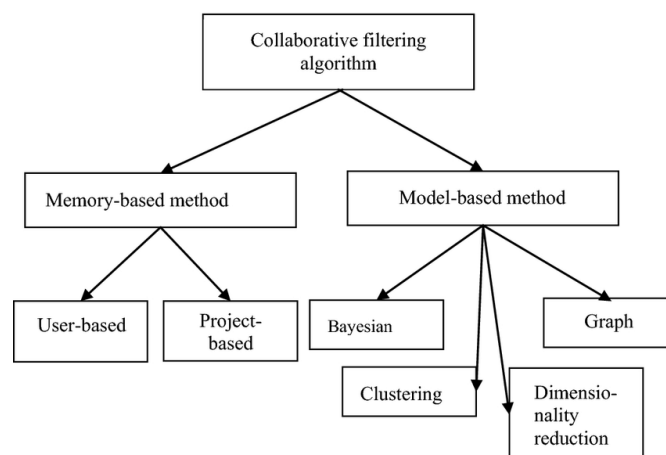 Collaborative filtering
algorithm
Memory-based method
Model-based method
User-based
Project-
based
Bayesian
Graph
Clustering
Dimensio-
nality
reduction